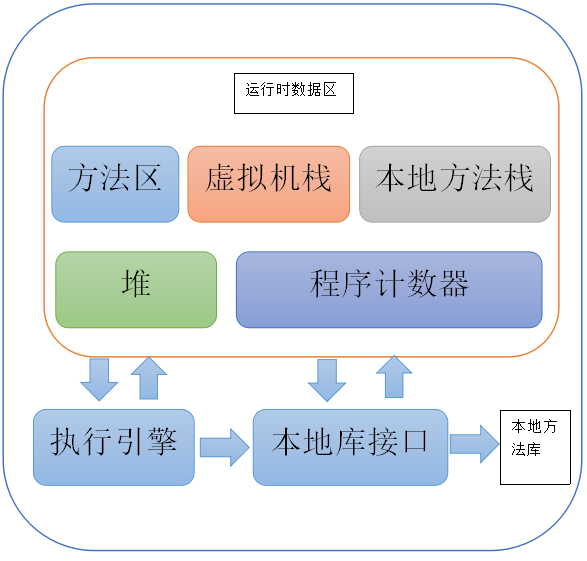 运行时数据区
方法区
虚拟机栈
本地方法栈
堆
程序计数器
执行引擎
本地库接口
本地方
法库